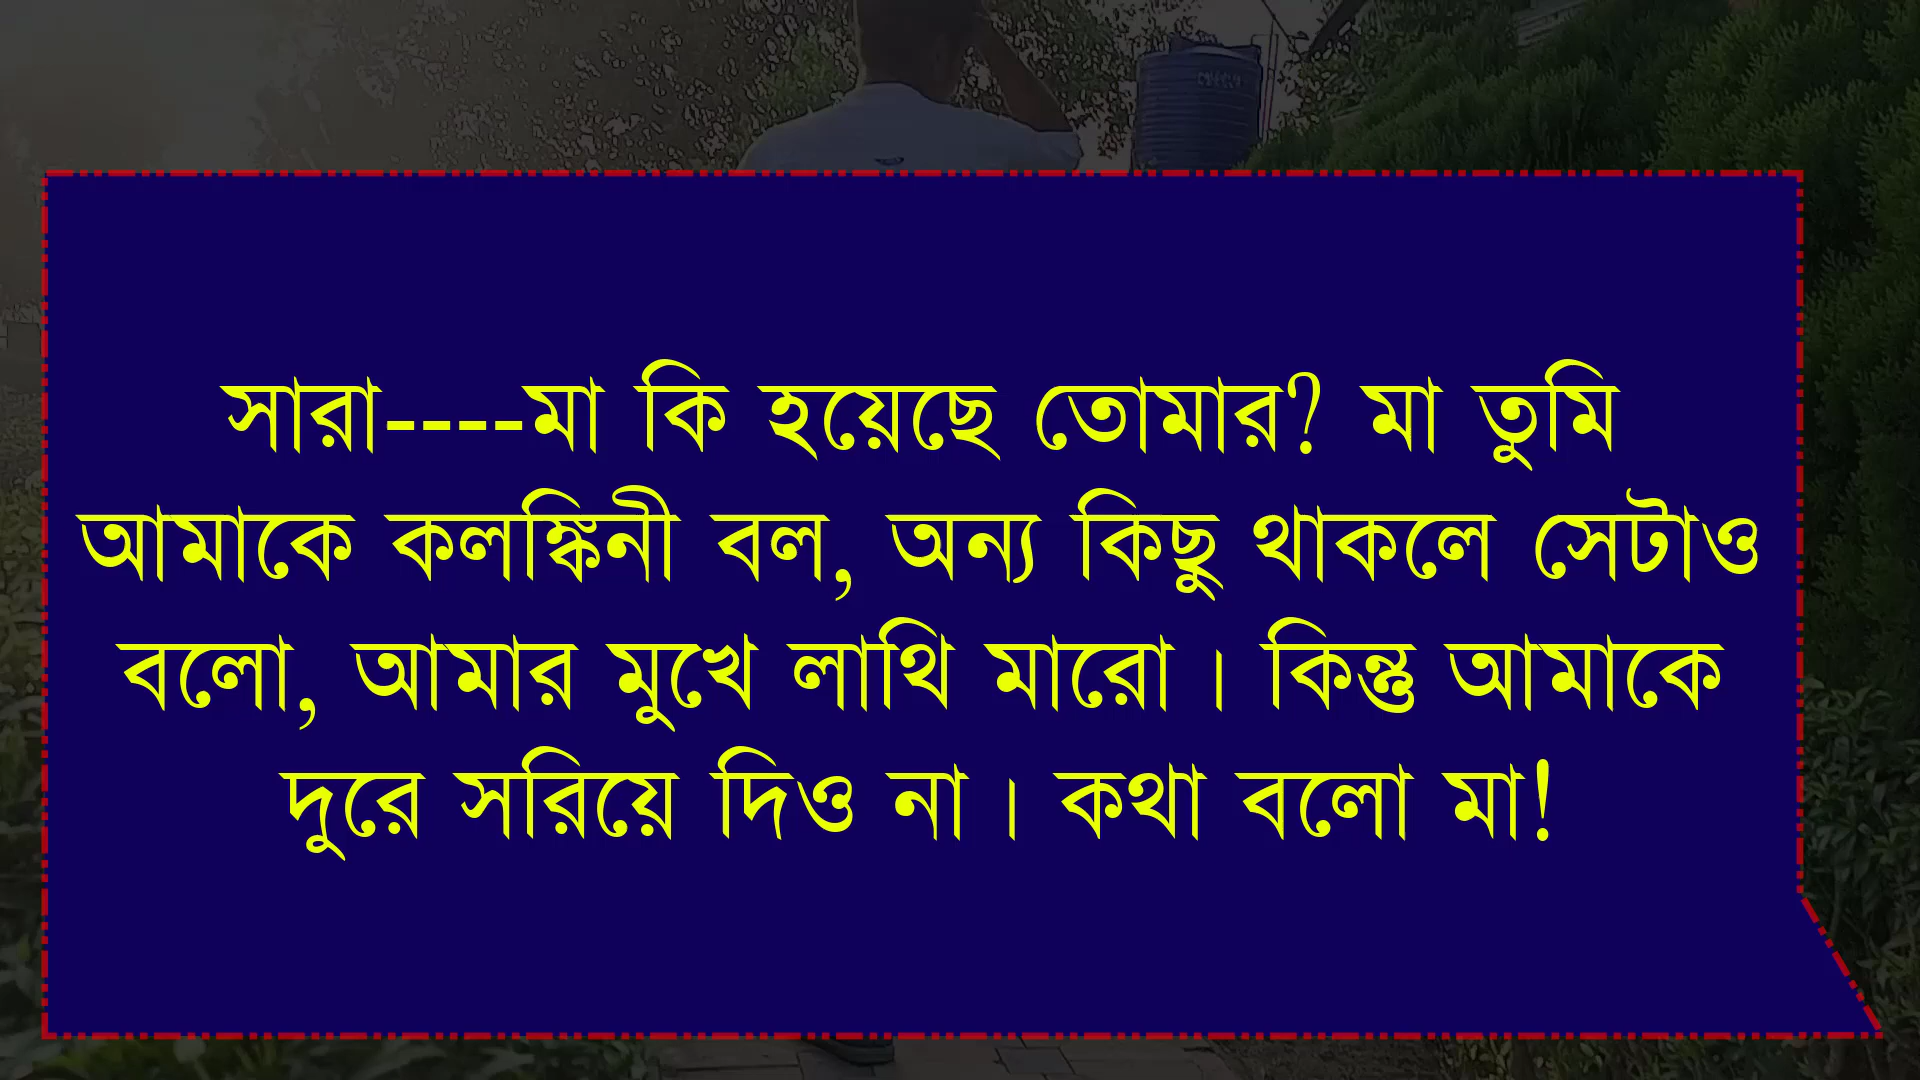 সারা----মা কি হয়েছে তোমার? মা তুমি
আমাকে কলঙ্কিনী বল, অন্য কিছু থাকলে সেটাও
বলো, আমার মুখে লাথি মারো। কিন্তু আমাকে
দুরে সরিয়ে দিও না। কথা বলো মা!